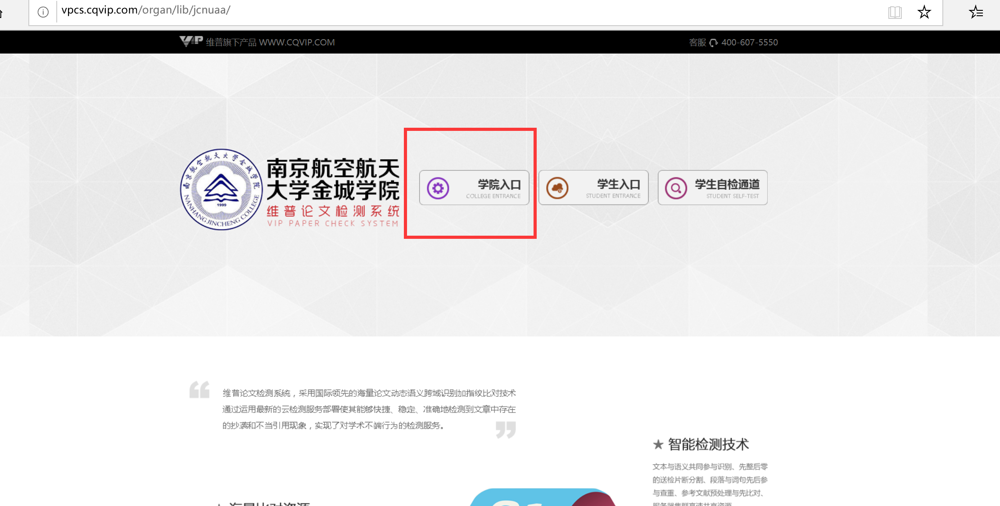 vpcs.cqvip.com/organ/lib/jcnuaa/
VIP 维普旗下产品 WWW.CQVIP.COM
客服 400-607-5550
南京航空航天大学金城学院
NANHANG JINCHENG COLLEGE
1999
南京航空航天
大学金城学院
维普论文检测系统
VIP PAPER CHECK SYSTEM
学院入口
COLLEGE ENTRANCE
学生入口
STUDENT ENTRANCE
学生自检通道
STUDENT SELF-TEST
维普论文检测系统，采用国际领先的海量论文动态语义跨域识别加指纹比对技术
通过运用最新的云检测服务部署使其能够快捷、稳定、准确地检测到文章中存在
的抄袭和不当引用现象，实现了对学术不端行为的检测服务。
★ 智能检测技术
文本与语义共同参与识别、先整后零
的送检片断分割、段落与词句先后参
与查重、参考文献预处理与先比对、
服务器集群高速共享资源
海量比对资源